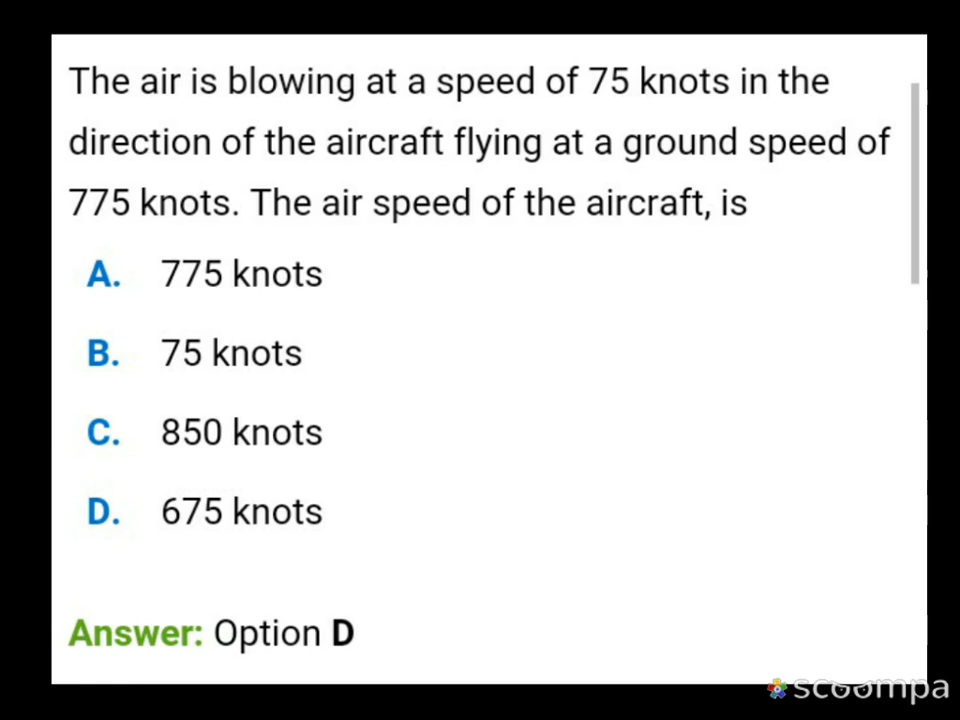 The air is blowing at a speed of 75 knots in the
direction of the aircraft flying at a ground speed of
775 knots. The air speed of the aircraft, is
A. 775 knots
B. 75 knots
C. 850 knots
D. 675 knots
Answer: Option D
scoompa